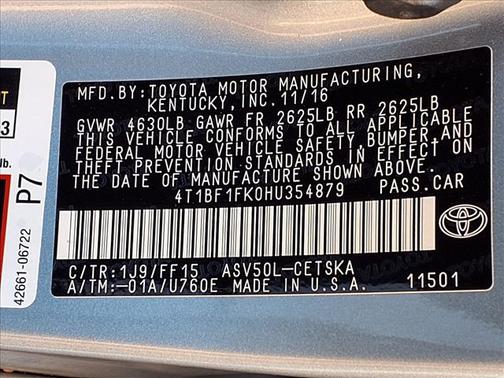 MFD.BY:TOYOTA MOTOR MANUFACTURING,
KENTUCKY, INC. 11/16
GVWR 4630LB GAWR FR 2625LB RR 2625LB
THIS VEHICLE CONFORMS TO ALL APPLICABLE
FEDERAL MOTOR VEHICLE SAFETY,BUMPER,AND
THEFT PREVENTION STANDARDS IN EFFECT ON
THE DATE OF MANUFACTURE SHOWN ABOVE.
4T1BF1FK0HU354879 PASS.CAR
C/TR:1J9/FF15 ASV50L-CETSKA
A/TM:-01A/U760E MADE IN U.S.A. 11501
TOYOTA
3
lb.
P7
42661-06722